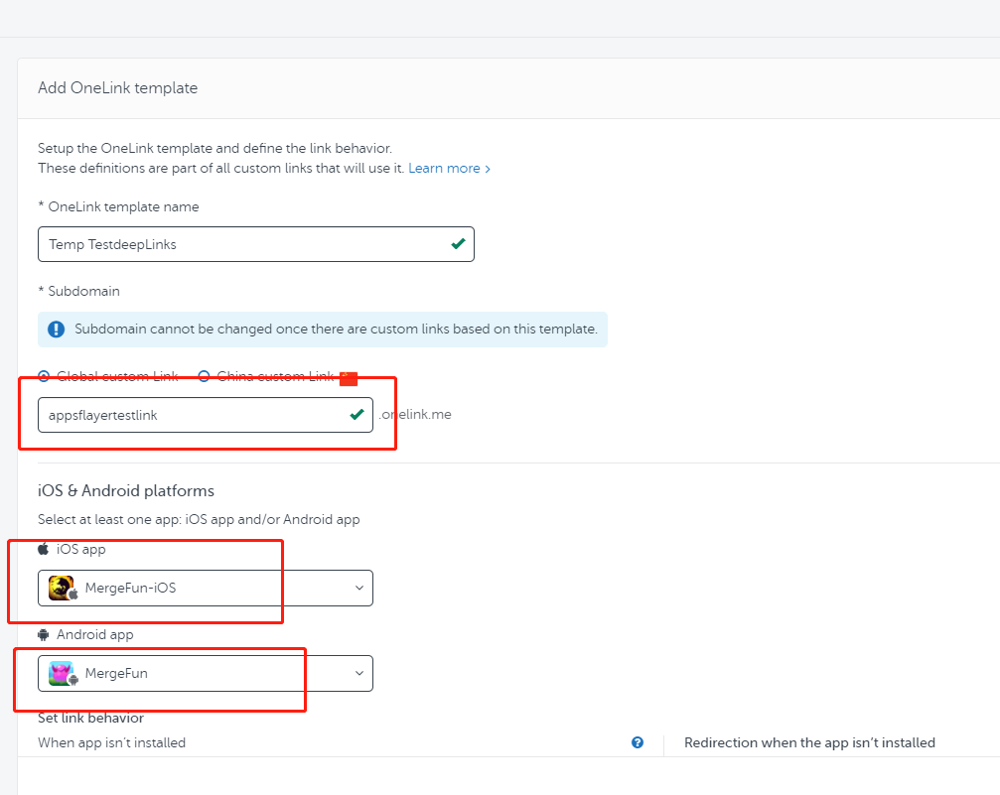 Add OneLink template
Setup the OneLink template and define the link behavior.
These definitions are part of all custom links that will use it. Learn more >
* OneLink template name
Temp TestdeepLinks
* Subdomain
Subdomain cannot be changed once there are custom links based on this template.
Global custom Link China custom Link
appsflayertestlink .onelink.me
iOS & Android platforms
Select at least one app: iOS app and/or Android app
iOS app
MergeFun-iOS
Android app
MergeFun
Set link behavior
When app isn't installed
Redirection when the app isn't installed